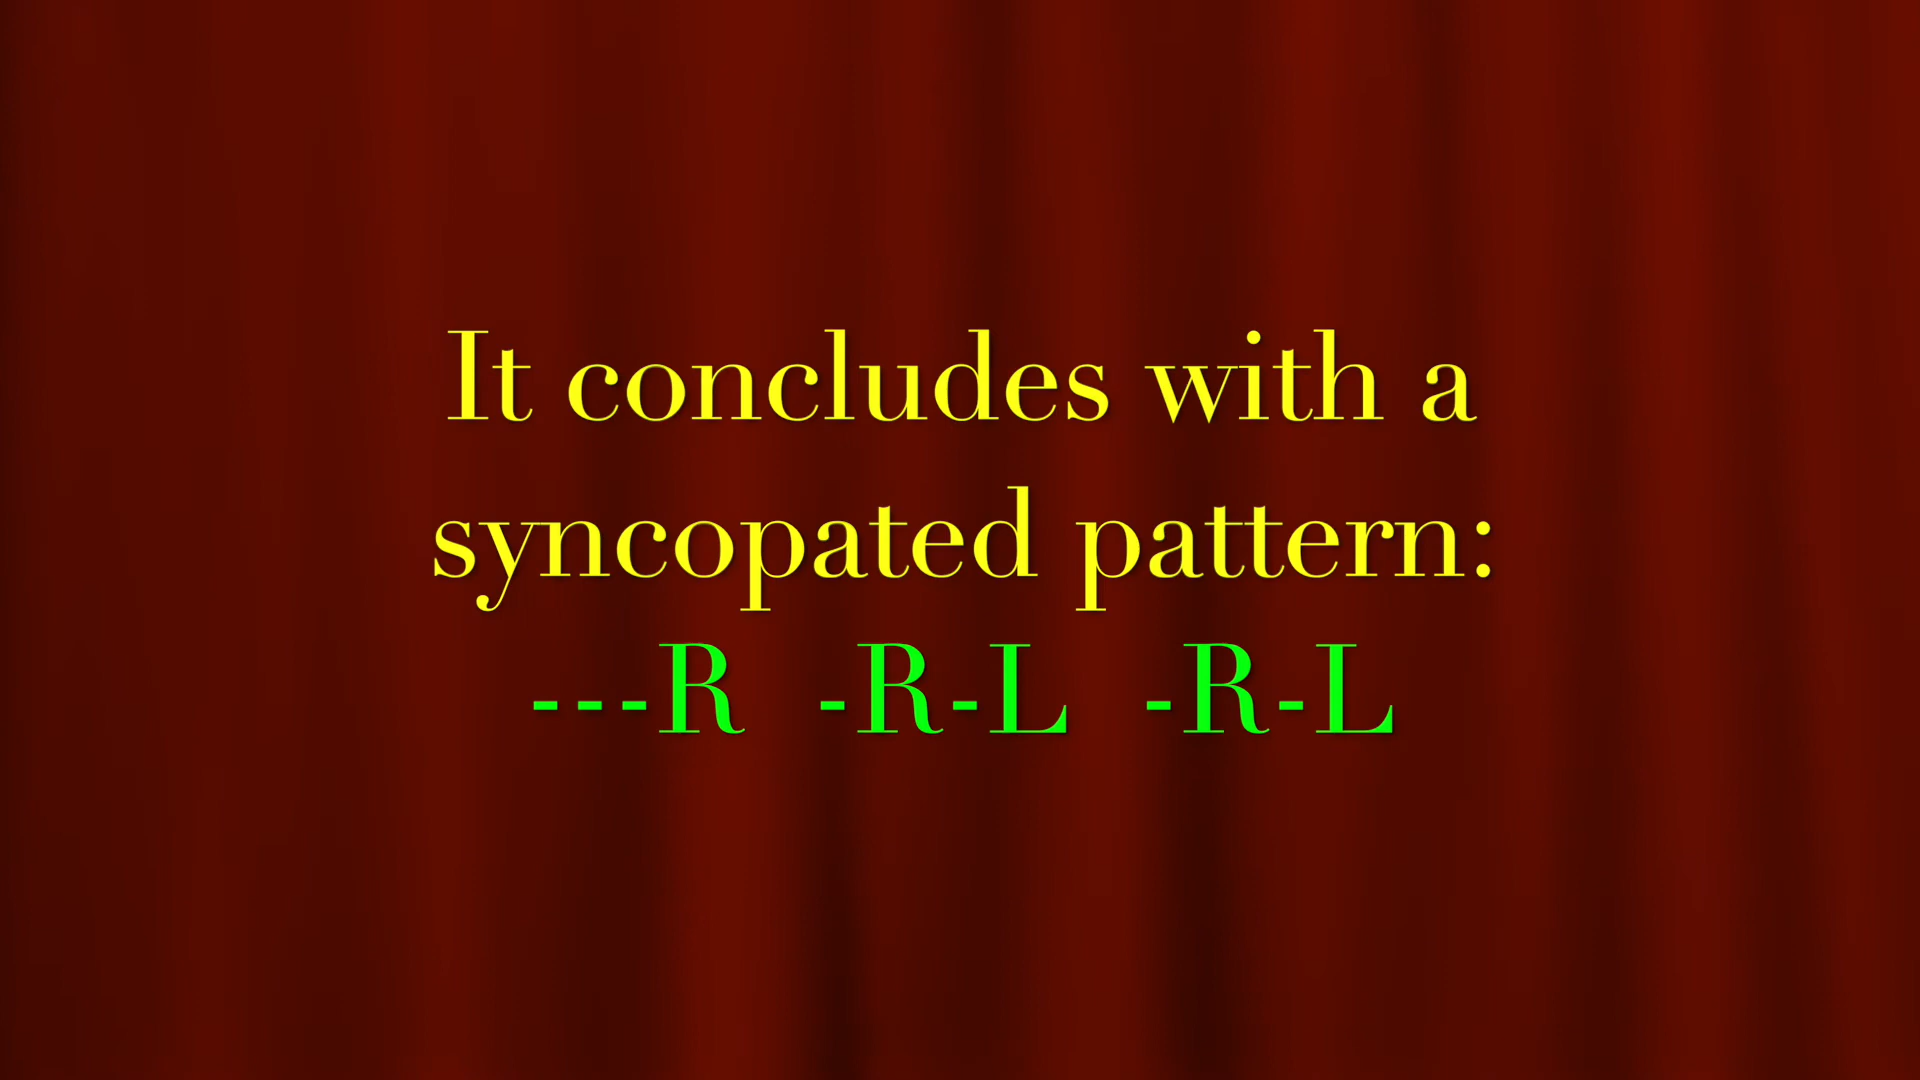 It concludes with a
syncopated pattern:
---R  -R-L  -R-L